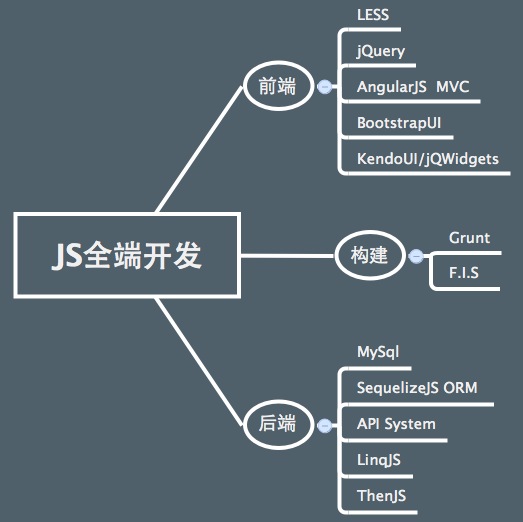 JS全端开发
前端
LESS
jQuery
AngularJS  MVC
BootstrapUI
KendoUI/jQWidgets
构建
Grunt
F.I.S
后端
MySql
SequelizeJS ORM
API System
LinqJS
ThenJS